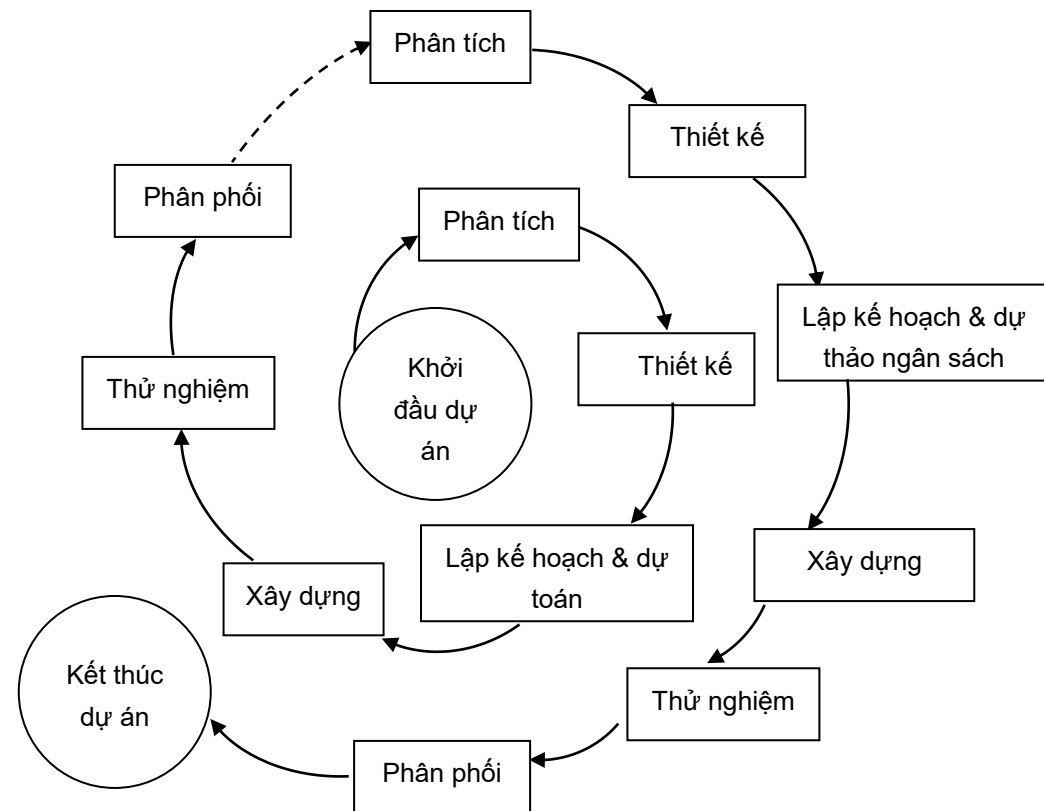 Phân tích
Thiết kế
Phân phối
Phân tích
Lập kế hoạch & dự
thảo ngân sách
Khởi
đầu dự
án
Thiết kế
Thử nghiệm
Lập kế hoạch & dự
toán
Xây dựng
Xây dựng
Kết thúc
dự án
Thử nghiệm
Phân phối